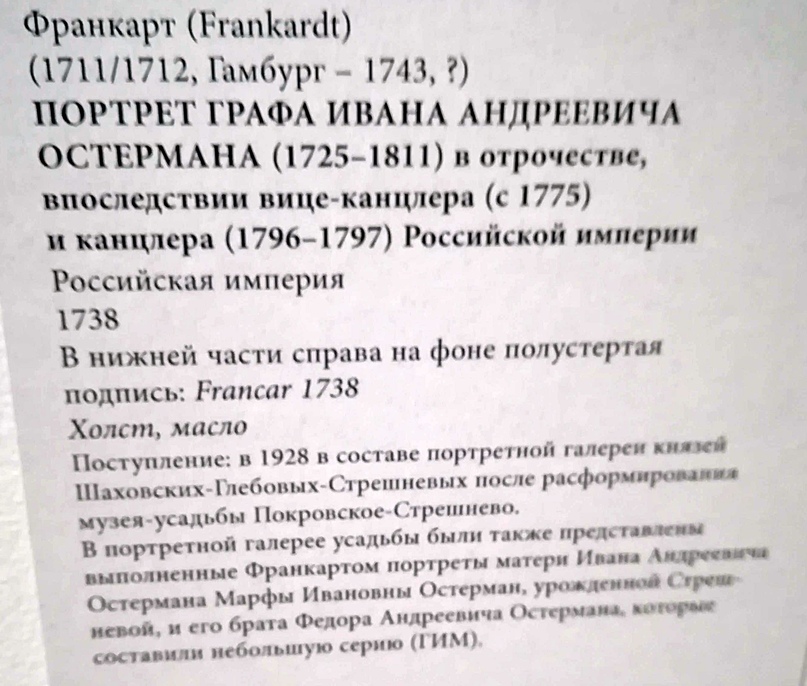 Франкарт (Frankardt)
(1711/1712, Гамбург – 1743, ?)
ПОРТРЕТ ГРАФА ИВАНА АНДРЕЕВИЧА
ОСТЕРМАНА (1725–1811) в отрочестве,
впоследствии вице-канцлера (с 1775)
и канцлера (1796–1797) Российской империи
Российская империя
1738
В нижней части справа на фоне полустертая
подпись: Francar 1738
Холст, масло
Поступление: в 1928 в составе портретной галереи князей
Шаховских-Глебовых-Стрешневых после расформирования
музея-усадьбы Покровское-Стрешнево.
В портретной галерее усадьбы были также представлены
выполненные Франкартом портреты матери Ивана Андреевича
Остермана Марфы Ивановны Остерман, урожденной Стреш-
невой, и его брата Федора Андреевича Остермана, которые
составили небольшую серию (ГИМ).